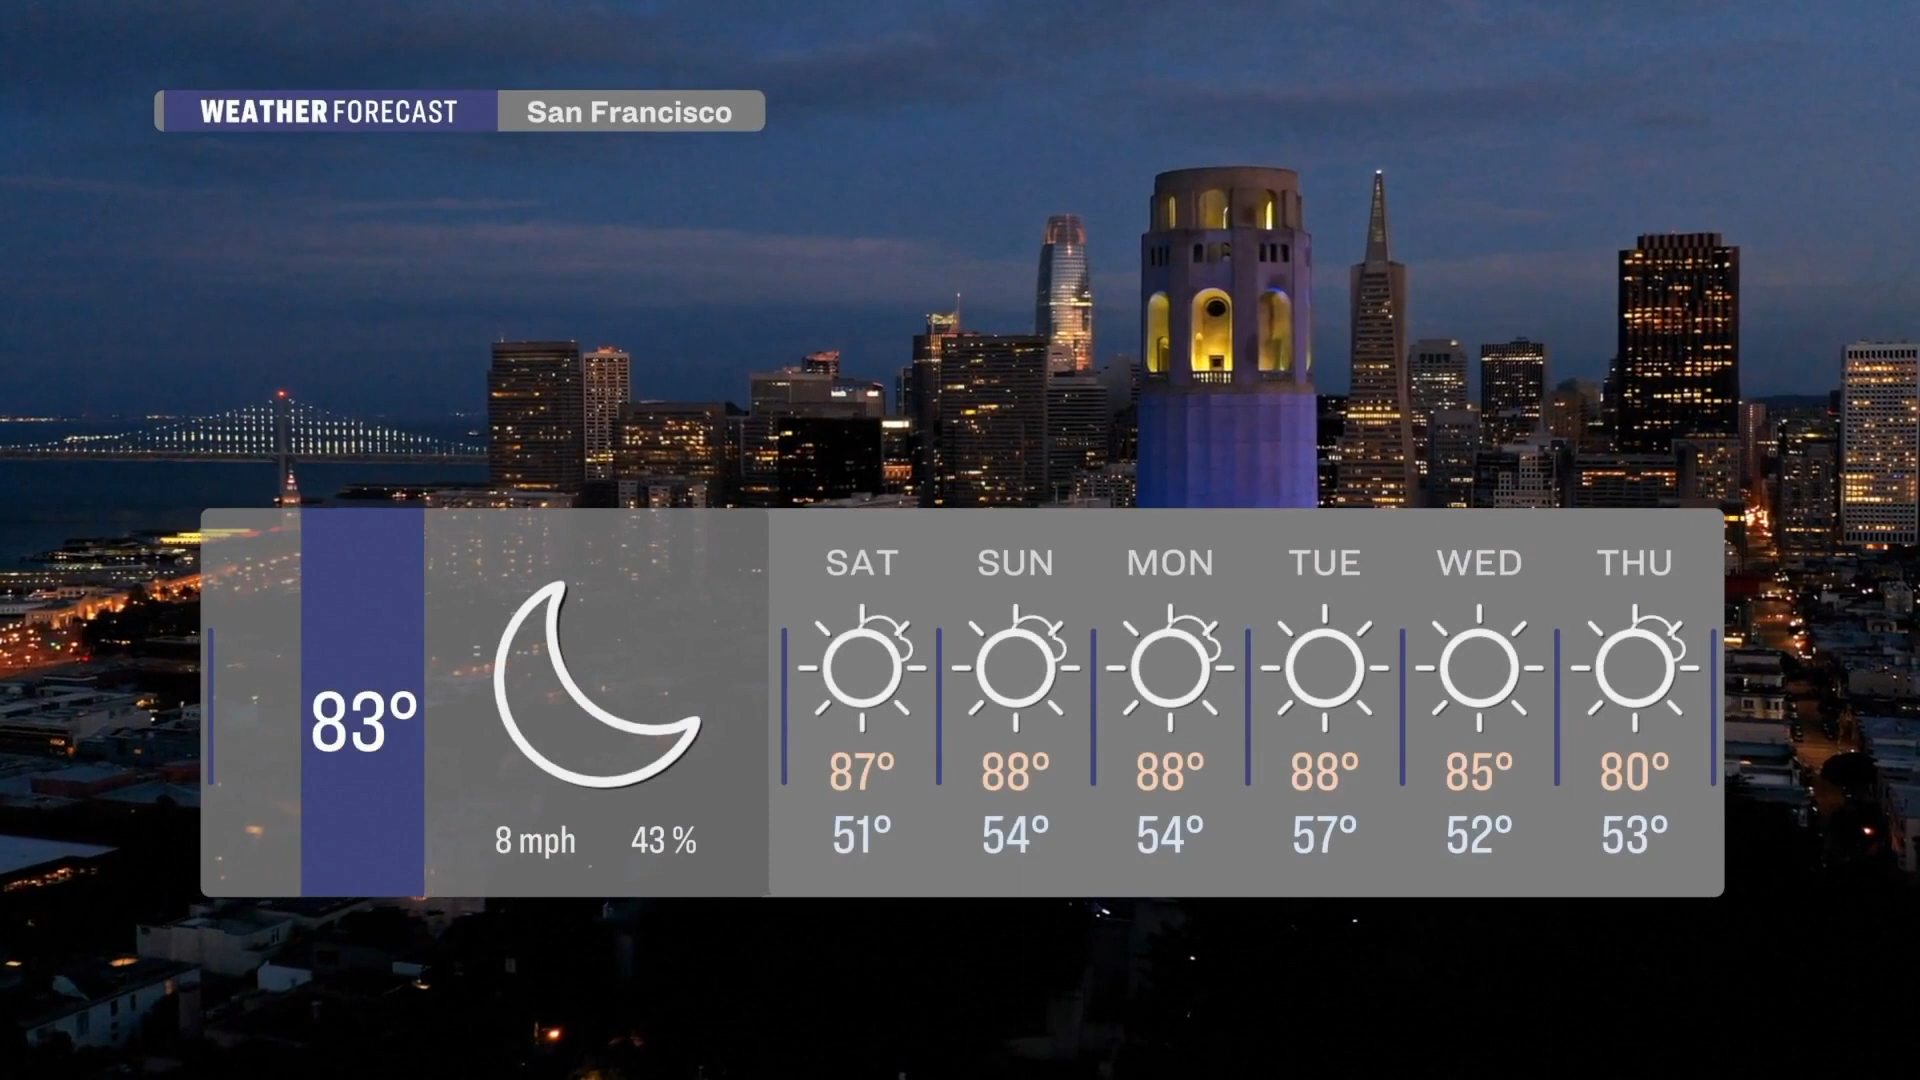 WEATHER FORECAST San Francisco
SAT SUN MON TUE WED THU
83°
87° 88° 88° 88° 85° 80°
8 mph 43 % 51° 54° 54° 57° 52° 53°